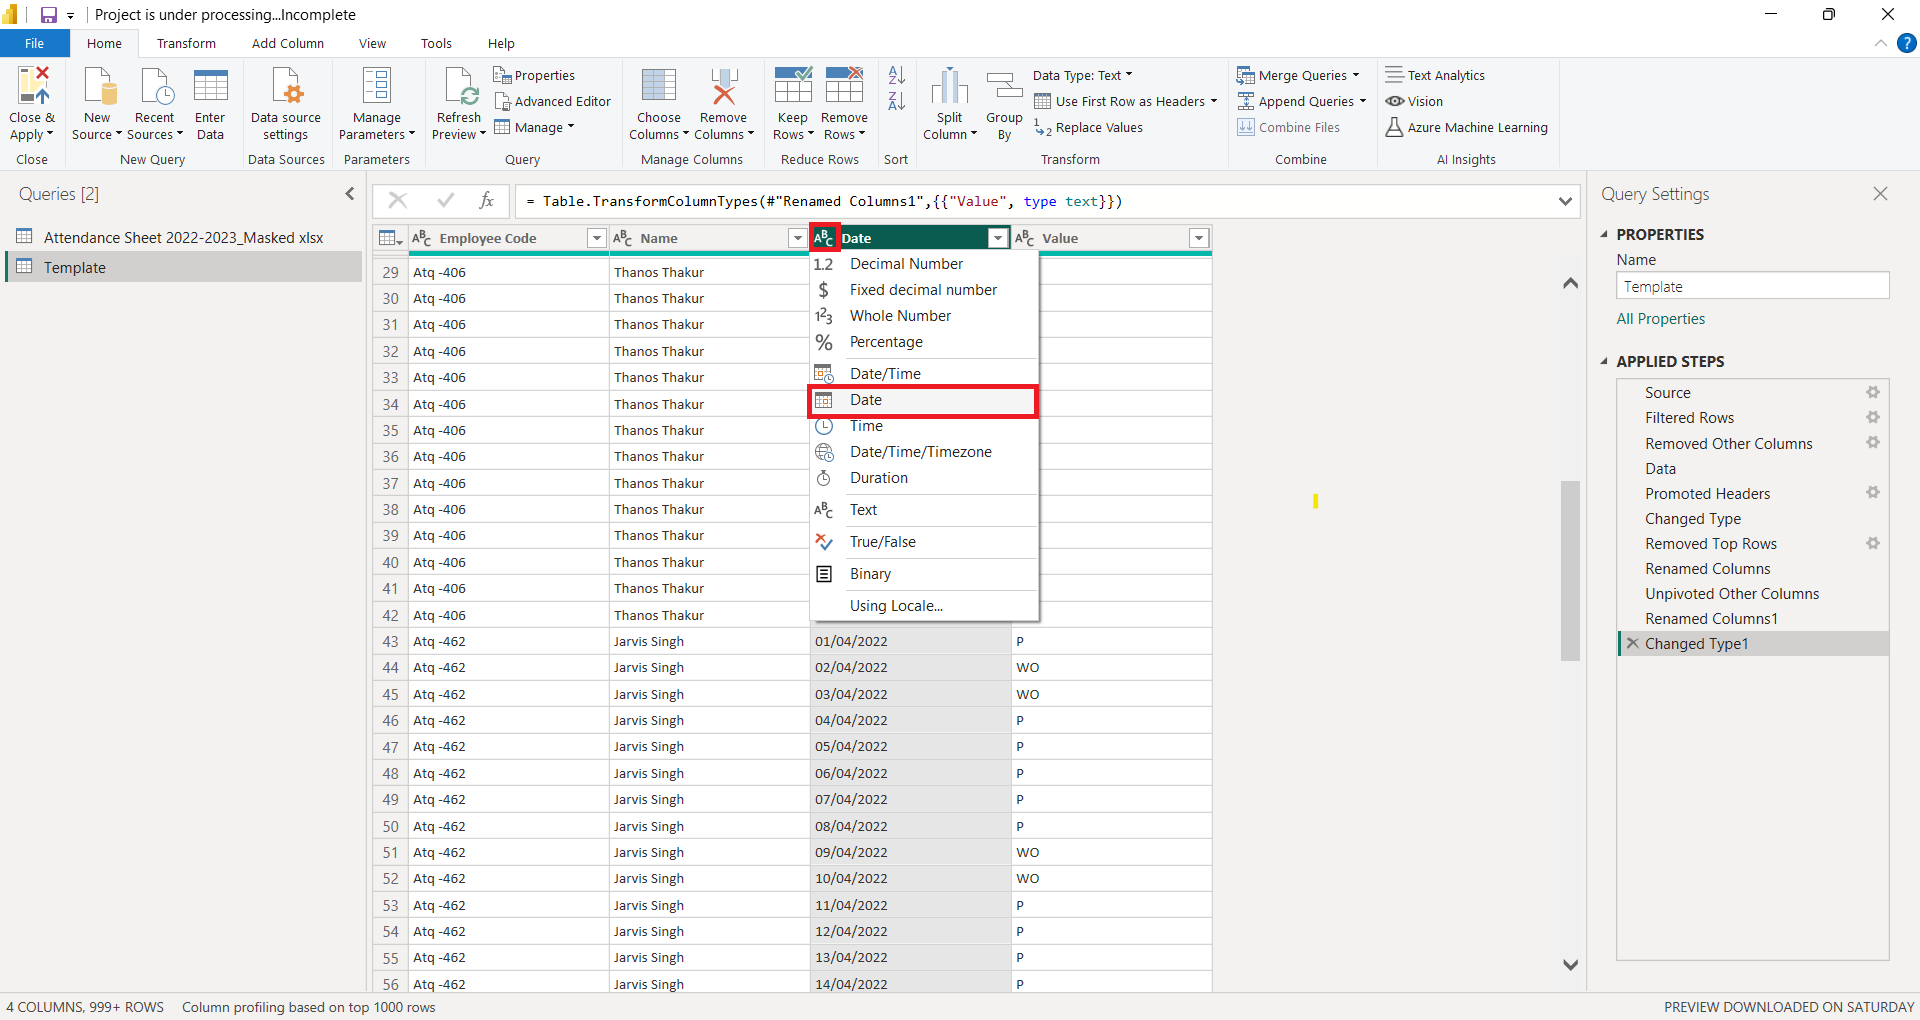 Project is under processing...Incomplete
File Home Transform Add Column View Tools Help
Close & Apply
Close
New Source
Recent Sources
Enter Data
New Query
Data source settings
Data Sources
Manage Parameters
Parameters
Refresh Preview
Properties
Advanced Editor
Manage
Query
Choose Columns
Remove Columns
Manage Columns
Keep Rows
Remove Rows
Reduce Rows
Sort
Split Column
Group By
Data Type: Text
Use First Row as Headers
Replace Values
Transform
Merge Queries
Append Queries
Combine Files
Combine
Text Analytics
Vision
Azure Machine Learning
AI Insights
Queries [2]
Attendance Sheet 2022-2023_Masked xlsx
Template
fx = Table.TransformColumnTypes(#"Renamed Columns1",{{"Value", type text}})
ABC Employee Code ABC Name ABC Date ABC Value
29 Atq -406 Thanos Thakur
30 Atq -406 Thanos Thakur
31 Atq -406 Thanos Thakur
32 Atq -406 Thanos Thakur
33 Atq -406 Thanos Thakur
34 Atq -406 Thanos Thakur
35 Atq -406 Thanos Thakur
36 Atq -406 Thanos Thakur
37 Atq -406 Thanos Thakur
38 Atq -406 Thanos Thakur
39 Atq -406 Thanos Thakur
40 Atq -406 Thanos Thakur
41 Atq -406 Thanos Thakur
42 Atq -406 Thanos Thakur
43 Atq -462 Jarvis Singh 01/04/2022 P
44 Atq -462 Jarvis Singh 02/04/2022 WO
45 Atq -462 Jarvis Singh 03/04/2022 WO
46 Atq -462 Jarvis Singh 04/04/2022 P
47 Atq -462 Jarvis Singh 05/04/2022 P
48 Atq -462 Jarvis Singh 06/04/2022 P
49 Atq -462 Jarvis Singh 07/04/2022 P
50 Atq -462 Jarvis Singh 08/04/2022 P
51 Atq -462 Jarvis Singh 09/04/2022 WO
52 Atq -462 Jarvis Singh 10/04/2022 WO
53 Atq -462 Jarvis Singh 11/04/2022 P
54 Atq -462 Jarvis Singh 12/04/2022 P
55 Atq -462 Jarvis Singh 13/04/2022 P
56 Atq -462 Jarvis Singh 14/04/2022 P
1.2 Decimal Number
$ Fixed decimal number
123 Whole Number
% Percentage
Date/Time
Date
Time
Date/Time/Timezone
Duration
ABC Text
True/False
Binary
Using Locale...
Query Settings
PROPERTIES
Name
Template
All Properties
APPLIED STEPS
Source
Filtered Rows
Removed Other Columns
Data
Promoted Headers
Changed Type
Removed Top Rows
Renamed Columns
Unpivoted Other Columns
Renamed Columns1
Changed Type1
4 COLUMNS, 999+ ROWS Column profiling based on top 1000 rows
PREVIEW DOWNLOADED ON SATURDAY